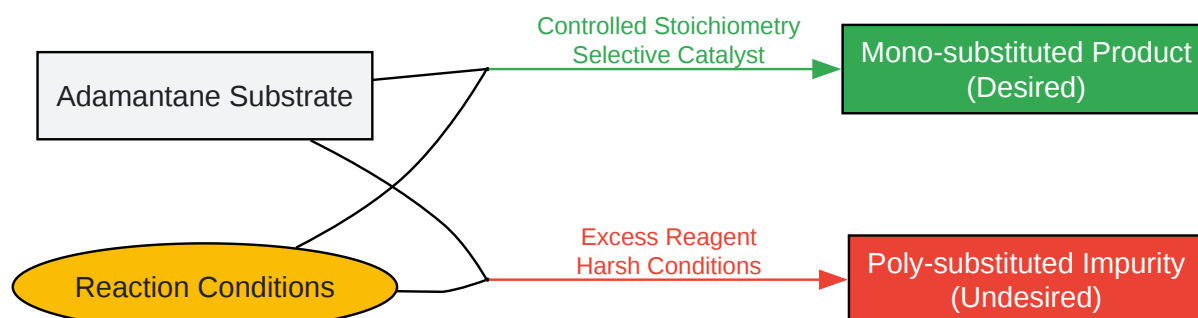 Controlled Stoichiometry
Selective Catalyst
Adamantane Substrate
Mono-substituted Product
(Desired)
Excess Reagent
Harsh Conditions
Reaction Conditions
Poly-substituted Impurity
(Undesired)